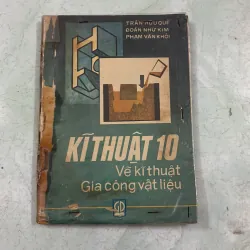 TRẦN HỮU QUẾ
ĐOÀN NHƯ KIM
PHẠM VĂN KHÔI
KĨ THUẬT 10
Vẽ kĩ thuật
Gia công vật liệu
GD